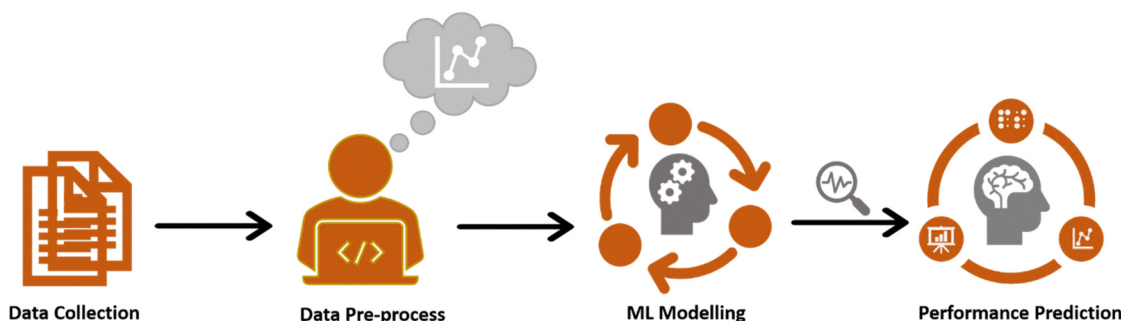 </>
Data Collection
Data Pre-process
ML Modelling
Performance Prediction